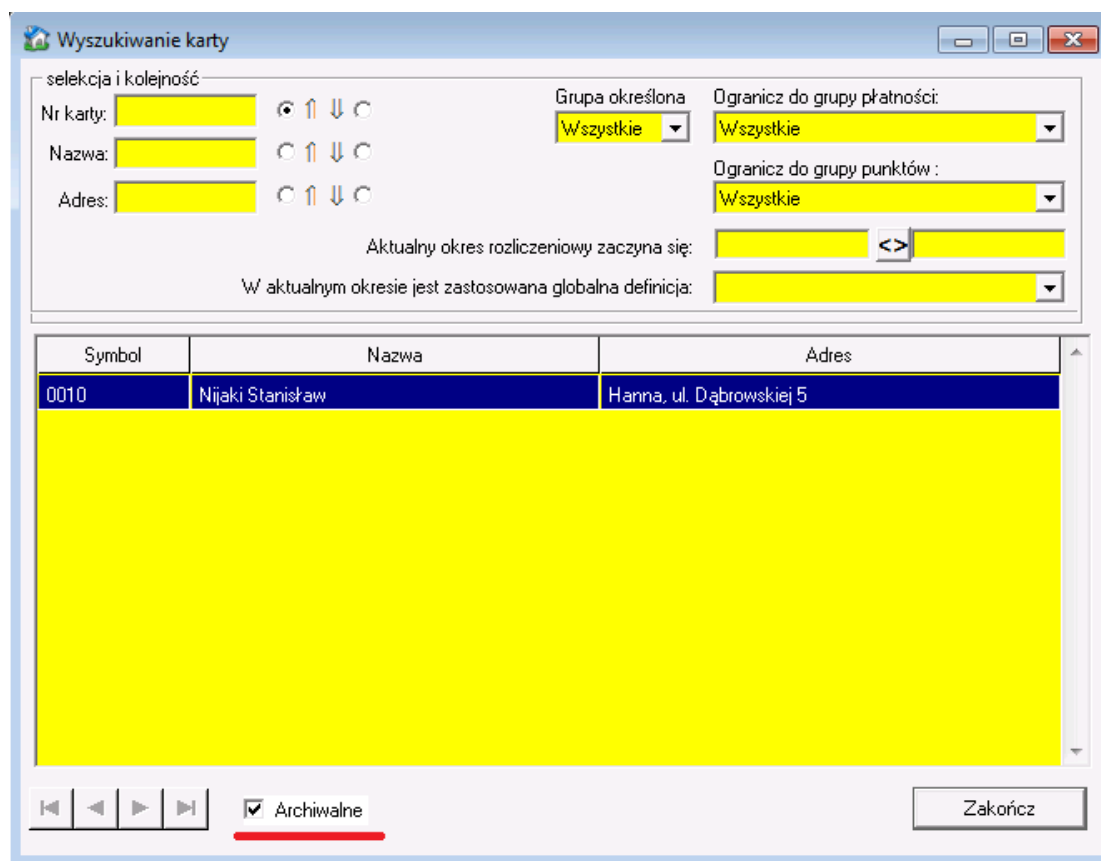 Wyszukiwanie karty
selekcja i kolejność
Grupa określona Ogranicz do grupy płatności:
Nr karty: Wszystkie Wszystkie
Nazwa:
Ogranicz do grupy punktów :
Adres: Wszystkie
Aktualny okres rozliczeniowy zaczyna się: <>
W aktualnym okresie jest zastosowana globalna definicja:
Symbol Nazwa Adres
0010 Nijaki Stanisław Hanna, ul. Dąbrowskiej 5
Archiwalne Zakończ